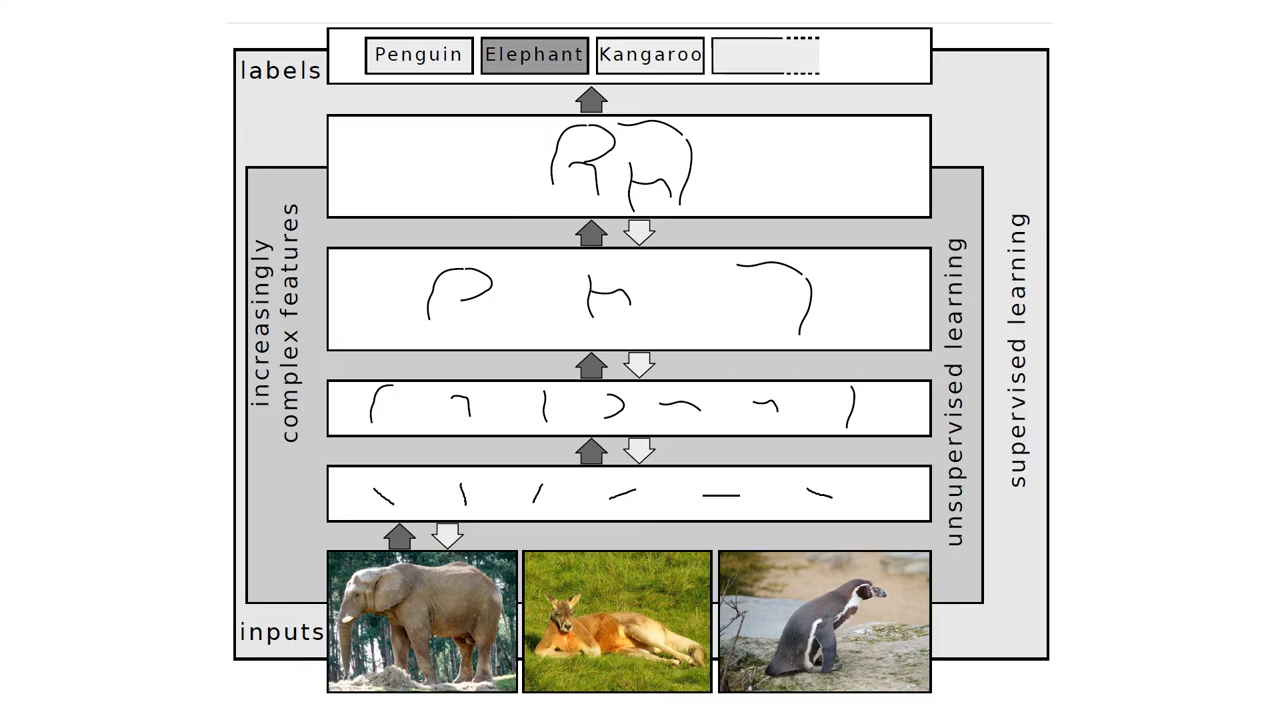 labels
Penguin
Elephant
Kangaroo
increasingly
complex features
unsupervised learning
supervised learning
inputs